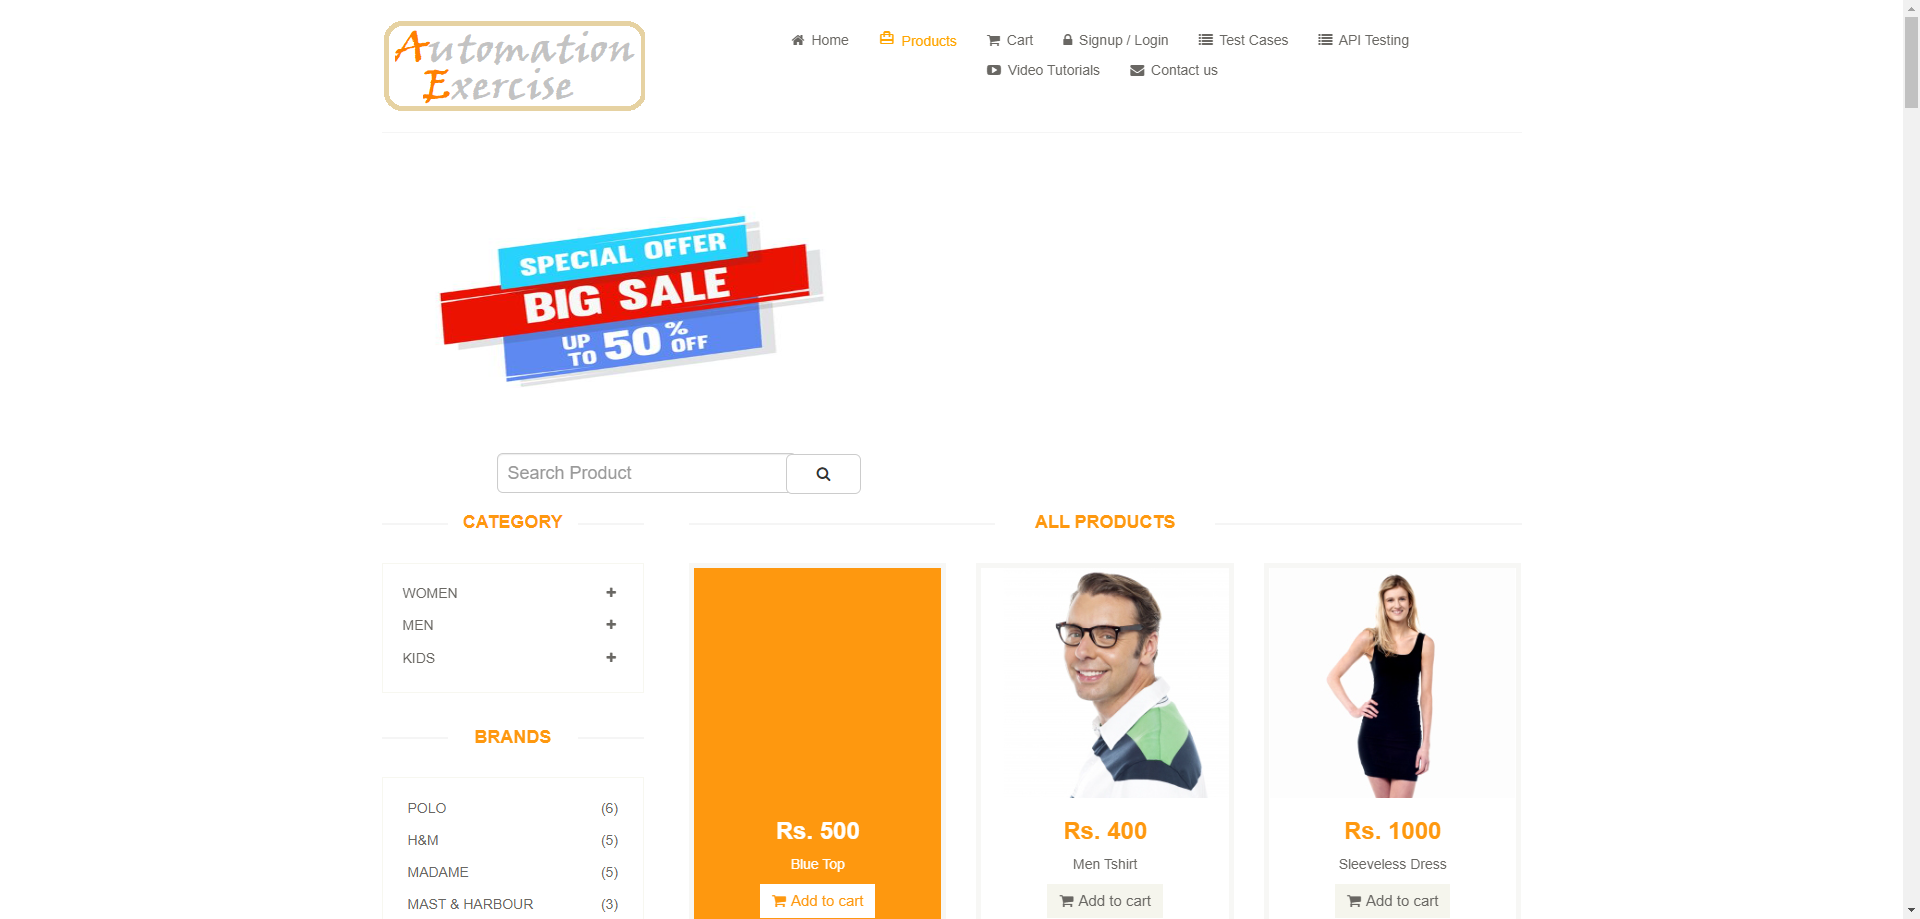 Automation
Exercise
Home Products Cart Signup / Login Test Cases API Testing
Video Tutorials Contact us
SPECIAL OFFER
BIG SALE
UP TO 50% OFF
Search Product
CATEGORY
WOMEN
MEN
KIDS
BRANDS
POLO (6)
H&M (5)
MADAME (5)
MAST & HARBOUR (3)
ALL PRODUCTS
Rs. 500
Blue Top
Add to cart
Rs. 400
Men Tshirt
Add to cart
Rs. 1000
Sleeveless Dress
Add to cart